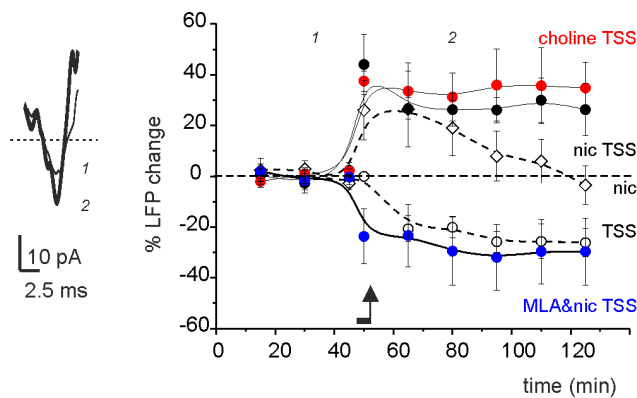 1
2
10 pA
2.5 ms
% LFP change
60
40
20
0
-20
-40
-60
1
2
choline TSS
nic TSS
nic
TSS
MLA&nic TSS
0 20 40 60 80 100 120 140
time (min)